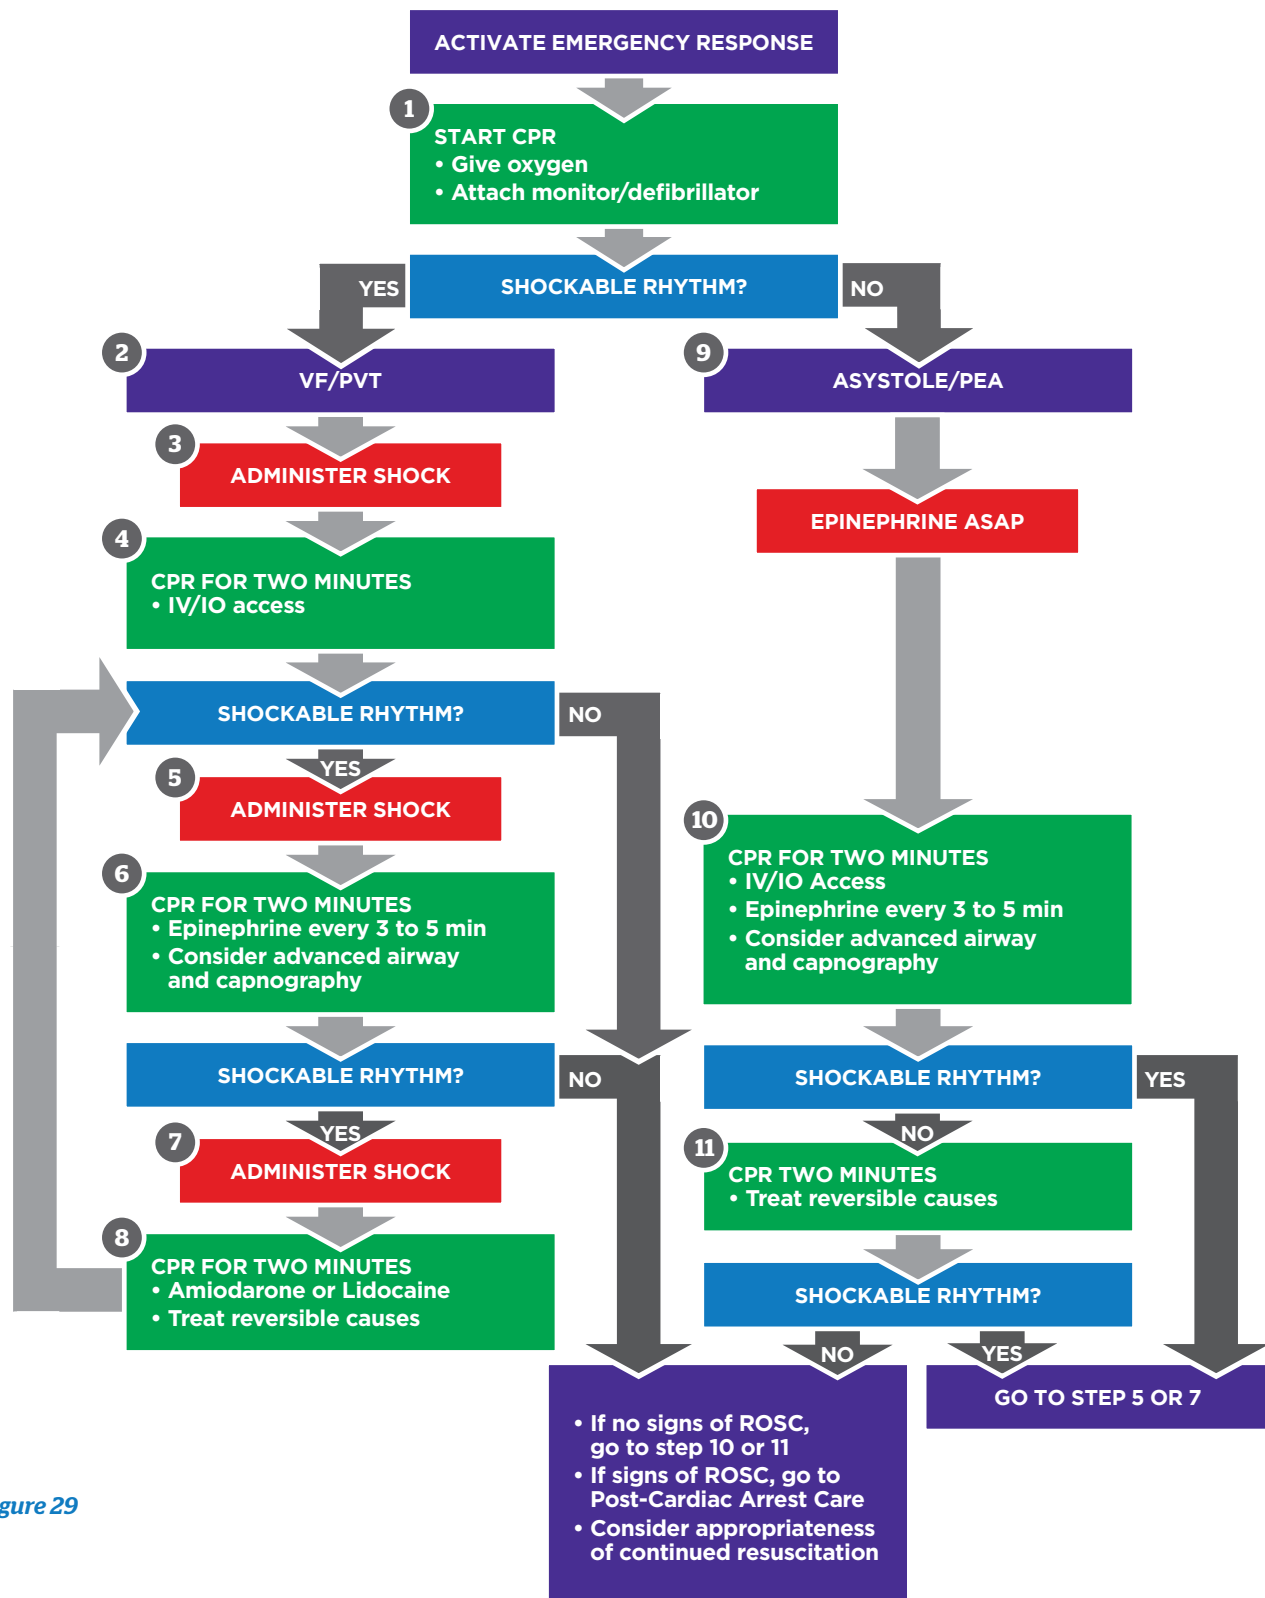 ACTIVATE EMERGENCY RESPONSE
1
START CPR
• Give oxygen
• Attach monitor/defibrillator
YES
SHOCKABLE RHYTHM?
NO
2
VF/PVT
3
ADMINISTER SHOCK
4
CPR FOR TWO MINUTES
• IV/IO access
SHOCKABLE RHYTHM?
NO
YES
5
ADMINISTER SHOCK
6
CPR FOR TWO MINUTES
• Epinephrine every 3 to 5 min
• Consider advanced airway
and capnography
SHOCKABLE RHYTHM?
NO
YES
7
ADMINISTER SHOCK
8
CPR FOR TWO MINUTES
• Amiodarone or Lidocaine
• Treat reversible causes
9
ASYSTOLE/PEA
EPINEPHRINE ASAP
10
CPR FOR TWO MINUTES
• IV/IO Access
• Epinephrine every 3 to 5 min
• Consider advanced airway
and capnography
SHOCKABLE RHYTHM?
YES
NO
11
CPR TWO MINUTES
• Treat reversible causes
SHOCKABLE RHYTHM?
NO
YES
GO TO STEP 5 OR 7
• If no signs of ROSC,
go to step 10 or 11
• If signs of ROSC, go to
Post-Cardiac Arrest Care
• Consider appropriateness
of continued resuscitation
gure 29